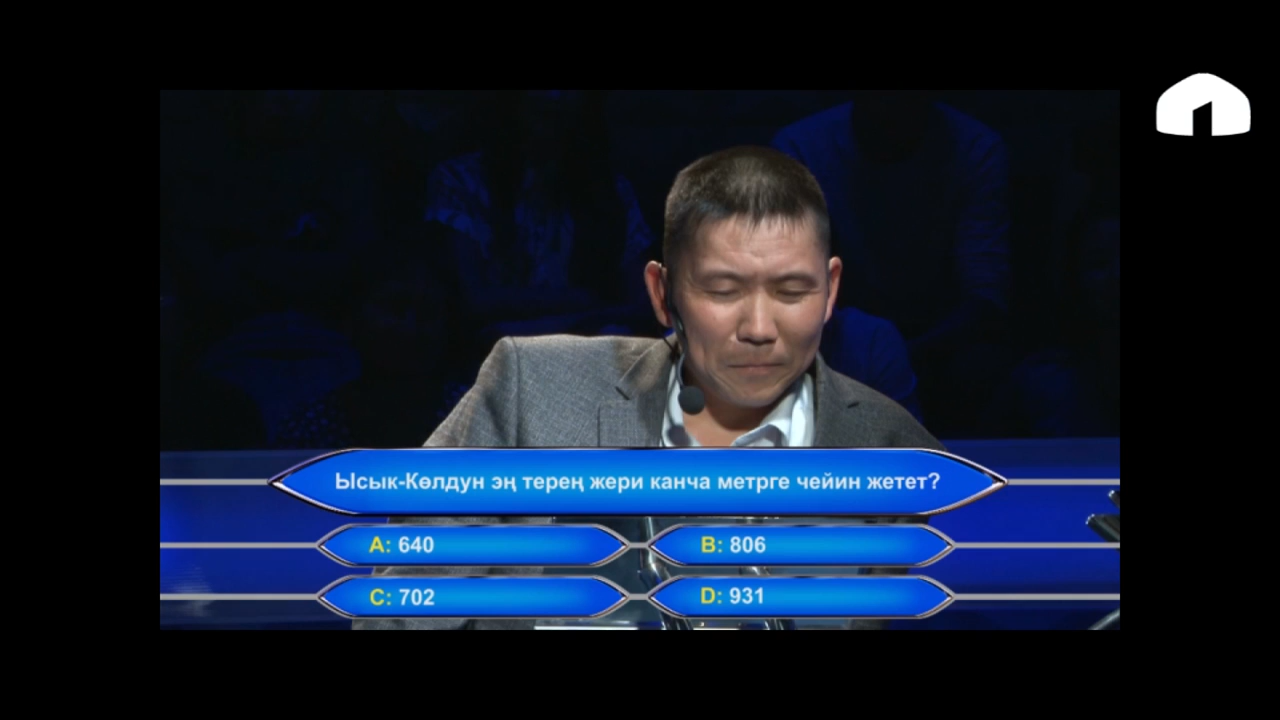 Ысык-Көлдун эң терең жери канча метрге чейин жетет?
A: 640
B: 806
C: 702
D: 931